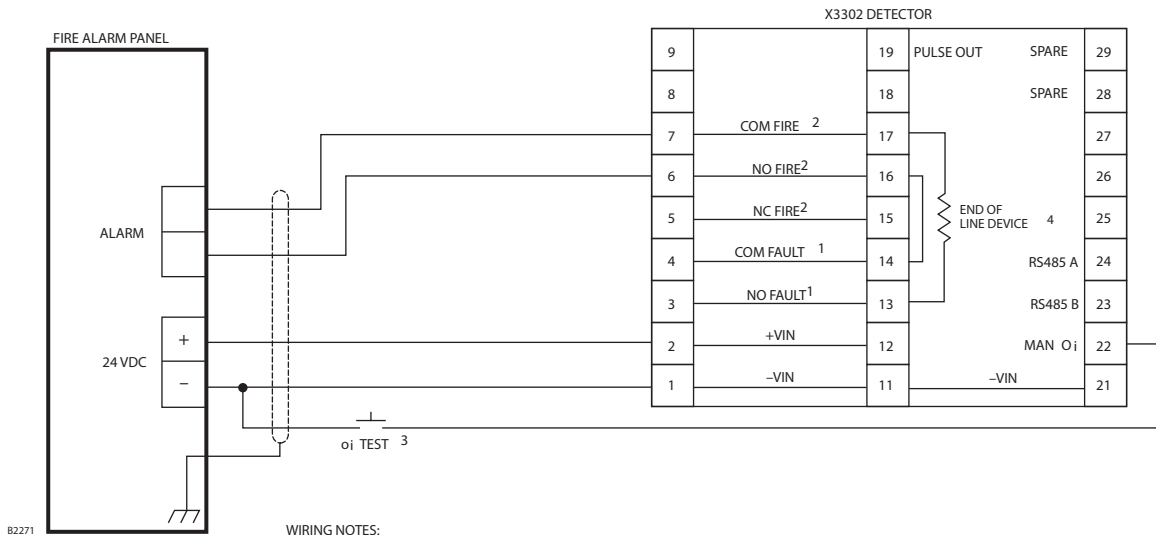 X3302 DETECTOR
FIRE ALARM PANEL
9 19 PULSE OUT SPARE 29
8 18 SPARE 28
7 COM FIRE 2 17 27
6 NO FIRE2 16 26
ALARM
5 NC FIRE2 15 END OF
LINE DEVICE 4 25
4 COM FAULT 1 14 RS485 A 24
3 NO FAULT1 13 RS485 B 23
24 VDC
+
−
2 +VIN 12 MAN Oi 22
1 –VIN 11 –VIN 21
oi TEST 3
B2271
WIRING NOTES: